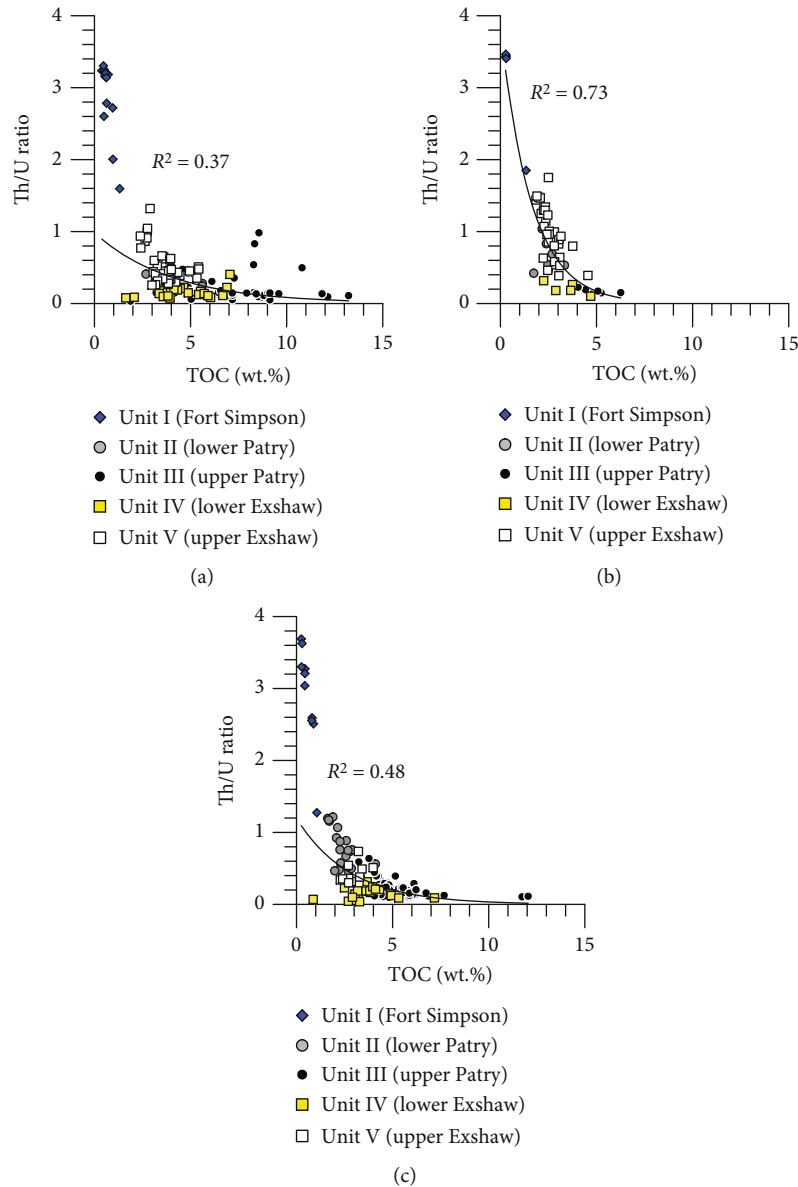 4
3
2
1
0
Th/U ratio
R² = 0.37
0 5 10 15
TOC (wt.%)
Unit I (Fort Simpson)
Unit II (lower Patry)
Unit III (upper Patry)
Unit IV (lower Exshaw)
Unit V (upper Exshaw)
(a)
4
3
2
1
0
Th/U ratio
R² = 0.73
0 5 10 15
TOC (wt.%)
Unit I (Fort Simpson)
Unit II (lower Patry)
Unit III (upper Patry)
Unit IV (lower Exshaw)
Unit V (upper Exshaw)
(b)
4
3
2
1
0
Th/U ratio
R² = 0.48
0 5 10 15
TOC (wt.%)
Unit I (Fort Simpson)
Unit II (lower Patry)
Unit III (upper Patry)
Unit IV (lower Exshaw)
Unit V (upper Exshaw)
(c)